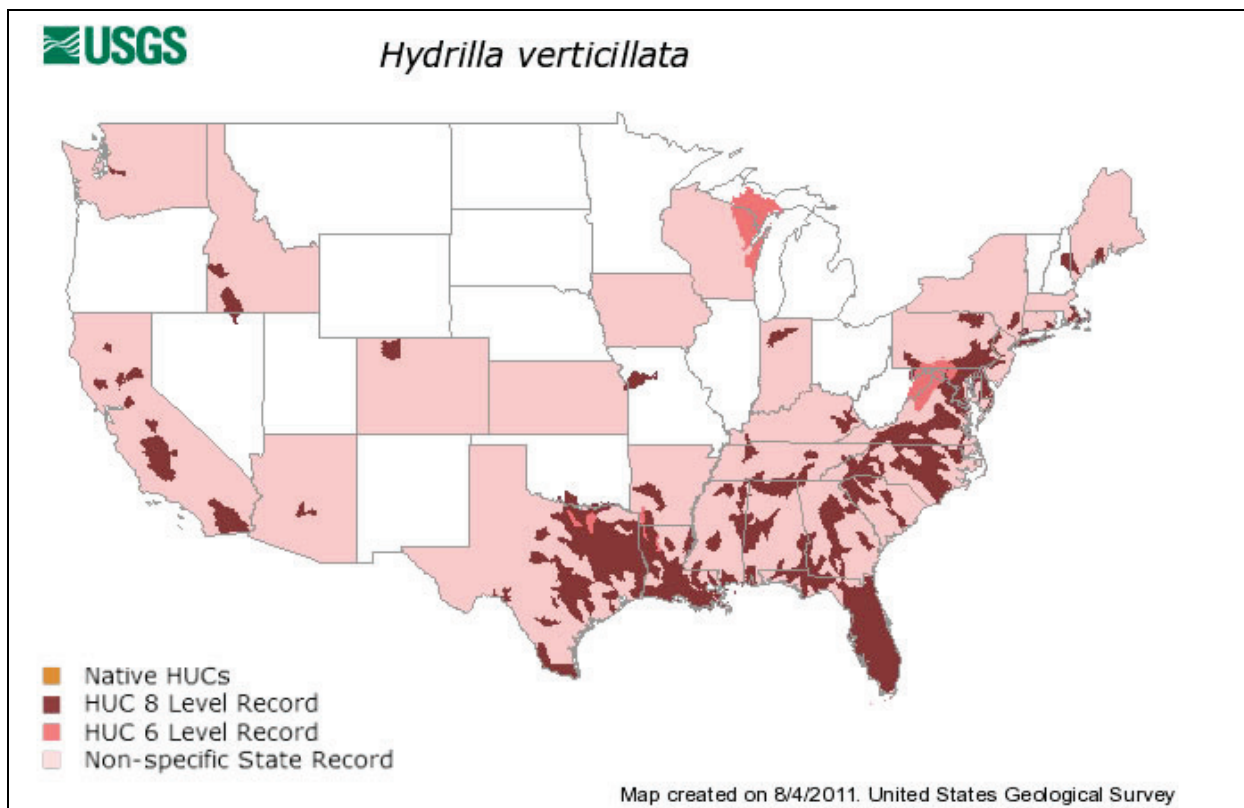 USGS
Hydrilla verticillata
Native HUCs
HUC 8 Level Record
HUC 6 Level Record
Non-specific State Record
Map created on 8/4/2011. United States Geological Survey